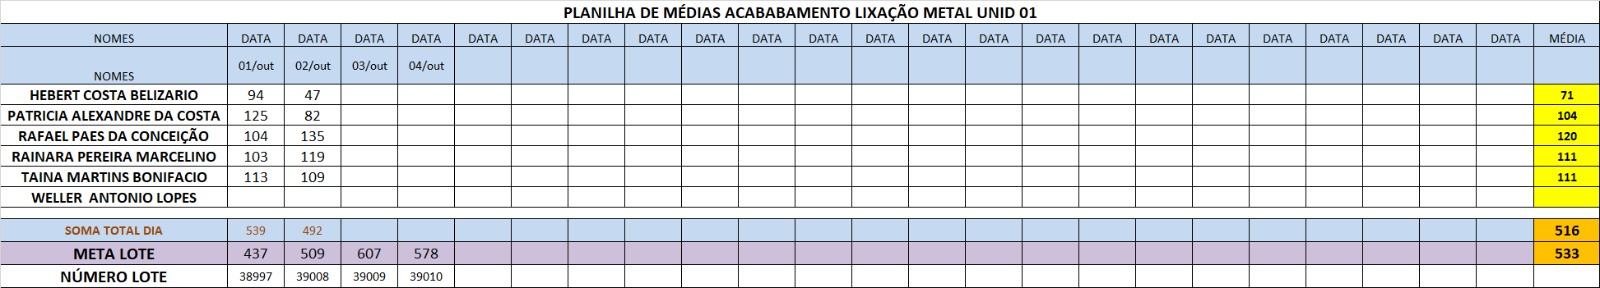 PLANILHA DE MÉDIAS ACABABAMENTO LIXAÇÃO METAL UNID 01
NOMES DATA DATA DATA DATA DATA DATA DATA DATA DATA DATA DATA DATA DATA DATA DATA DATA DATA DATA DATA DATA DATA DATA DATA MÉDIA
NOMES 01/out 02/out 03/out 04/out
HEBERT COSTA BELIZARIO 94 47 71
PATRICIA ALEXANDRE DA COSTA 125 82 104
RAFAEL PAES DA CONCEIÇÃO 104 135 120
RAINARA PEREIRA MARCELINO 103 119 111
TAINA MARTINS BONIFACIO 113 109 111
WELLER ANTONIO LOPES
SOMA TOTAL DIA 539 492 516
META LOTE 437 509 607 578 533
NÚMERO LOTE 38997 39008 39009 39010